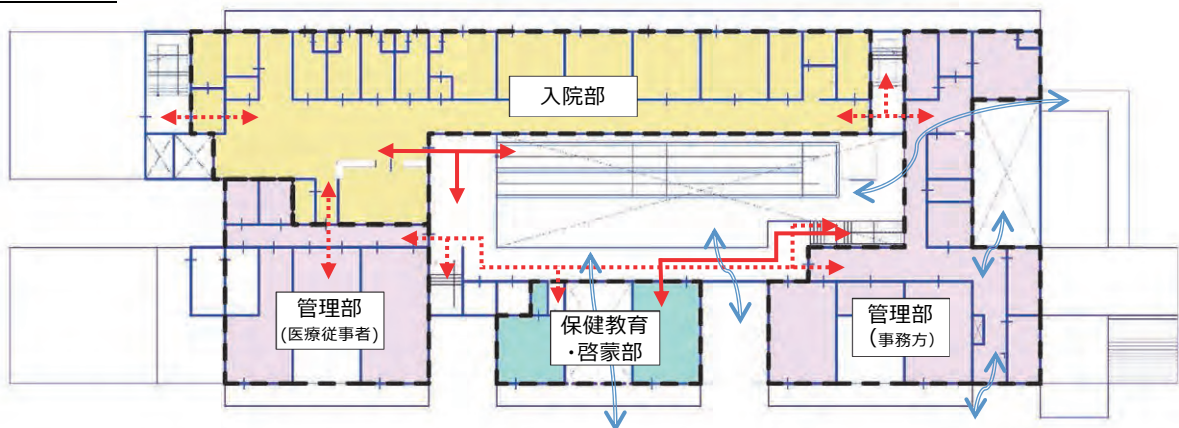 入院部
管理部
(医療従事者)
保健教育
・啓蒙部
管理部
(事務方)